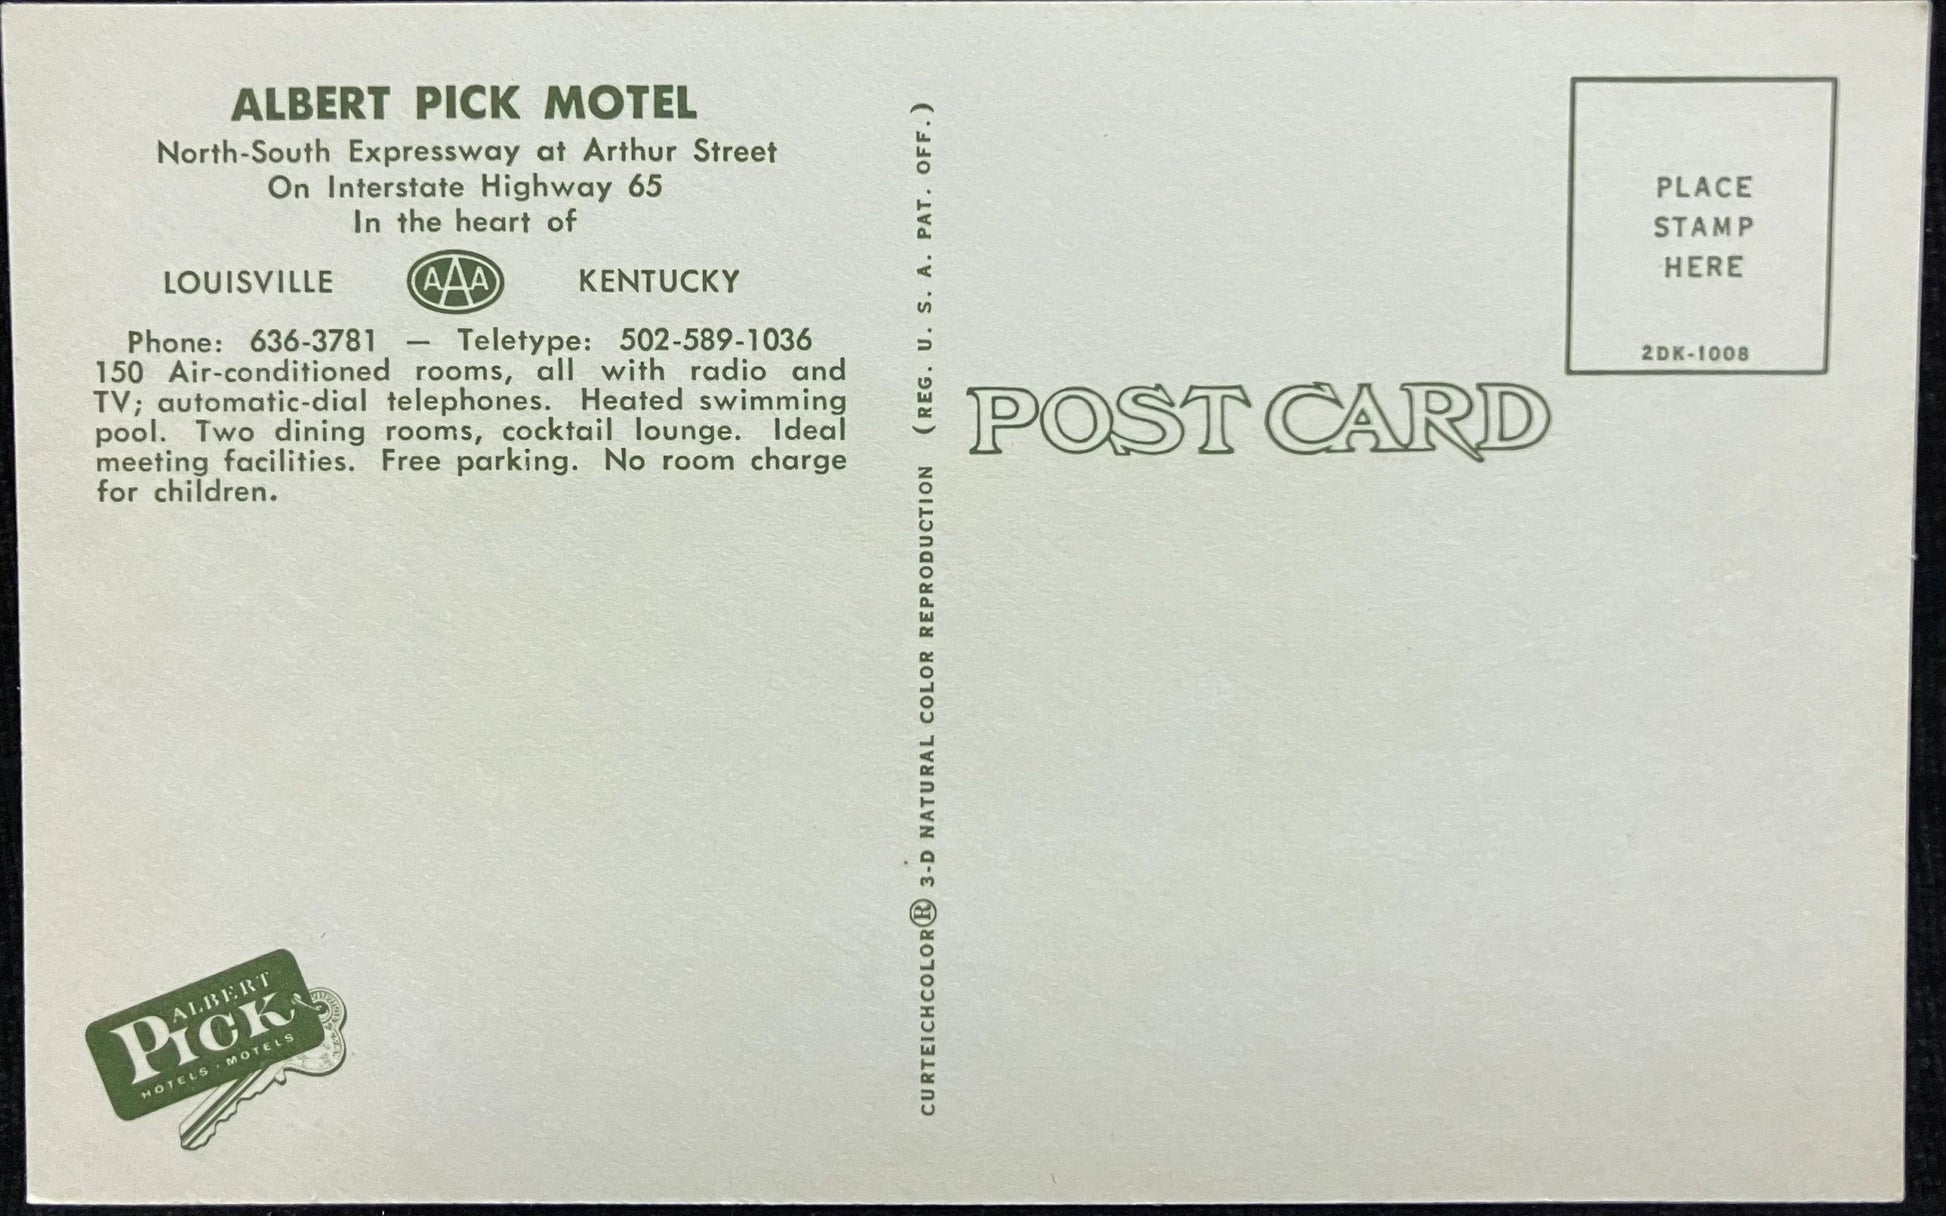 ALBERT PICK MOTEL
North-South Expressway at Arthur Street
On Interstate Highway 65
In the heart of
LOUISVILLE AAA KENTUCKY
Phone: 636-3781 — Teletype: 502-589-1036
150 Air-conditioned rooms, all with radio and
TV; automatic-dial telephones. Heated swimming
pool. Two dining rooms, cocktail lounge. Ideal
meeting facilities. Free parking. No room charge
for children.
ALBERT
PICK
HOTELS · MOTELS
CURTEICHCOLOR® 3-D NATURAL COLOR REPRODUCTION (REG. U. S. A. PAT. OFF.)
POST CARD
PLACE
STAMP
HERE
2DK-1008